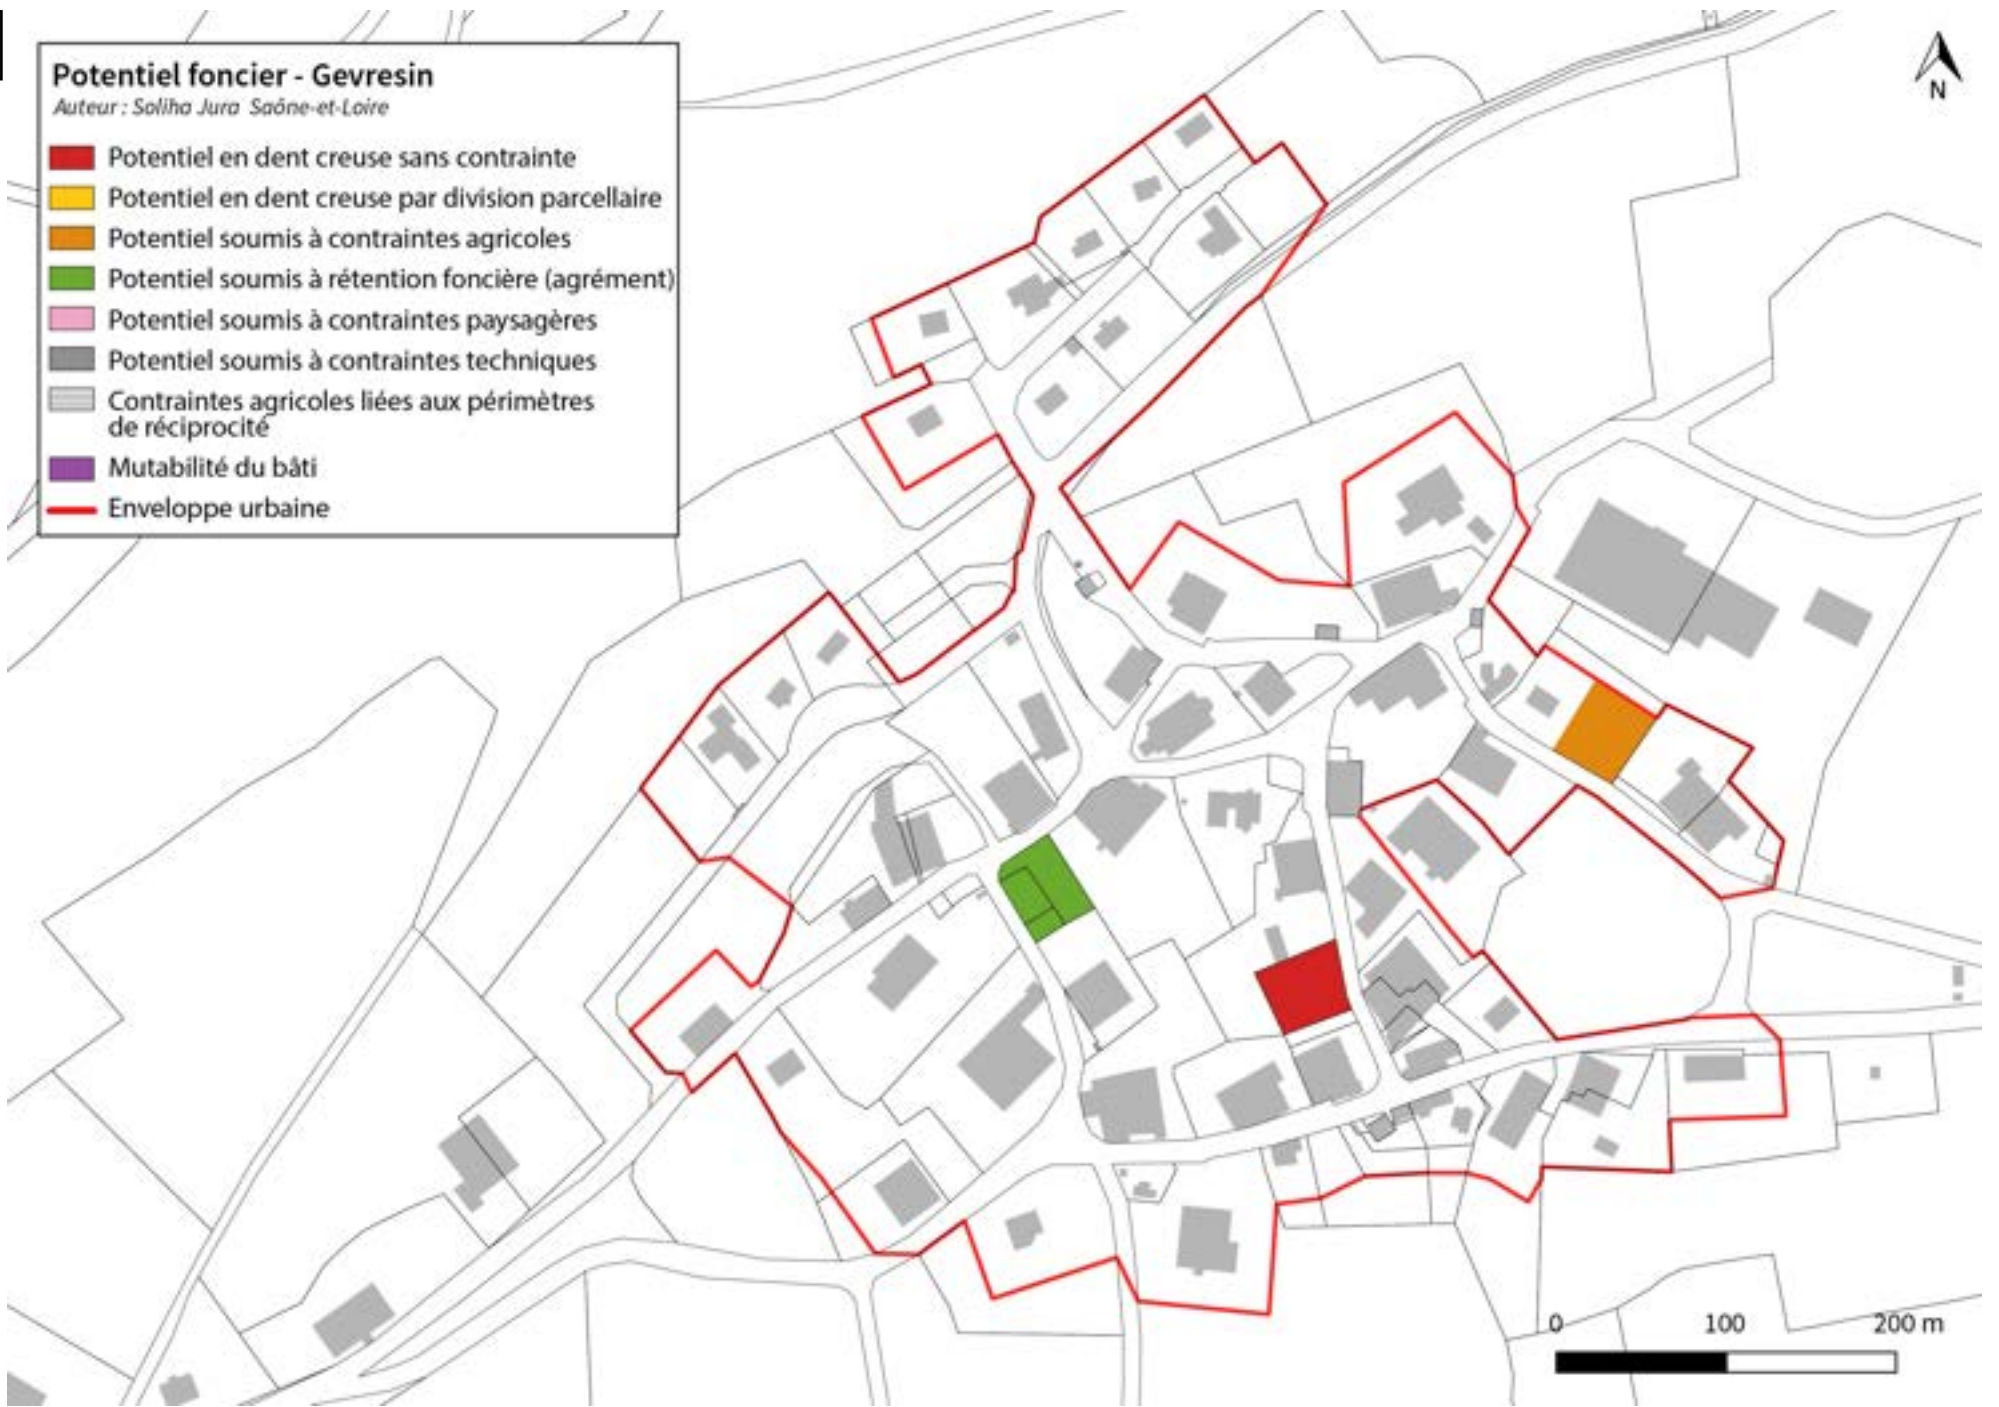 Potentiel foncier - Gevresin
Auteur : Soliha Jura Saône-et-Loire
Potentiel en dent creuse sans contrainte
Potentiel en dent creuse par division parcellaire
Potentiel soumis à contraintes agricoles
Potentiel soumis à rétention foncière (agrément)
Potentiel soumis à contraintes paysagères
Potentiel soumis à contraintes techniques
Contraintes agricoles liées aux périmètres
de réciprocité
Mutabilité du bâti
Enveloppe urbaine
N
0 100 200 m